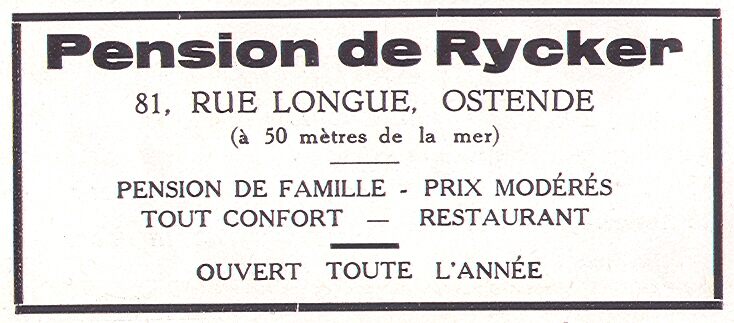 Pension de Rycker
81, RUE LONGUE, OSTENDE
(à 50 mètres de la mer)
PENSION DE FAMILLE - PRIX MODÉRÉS
TOUT CONFORT — RESTAURANT
OUVERT TOUTE L'ANNÉE